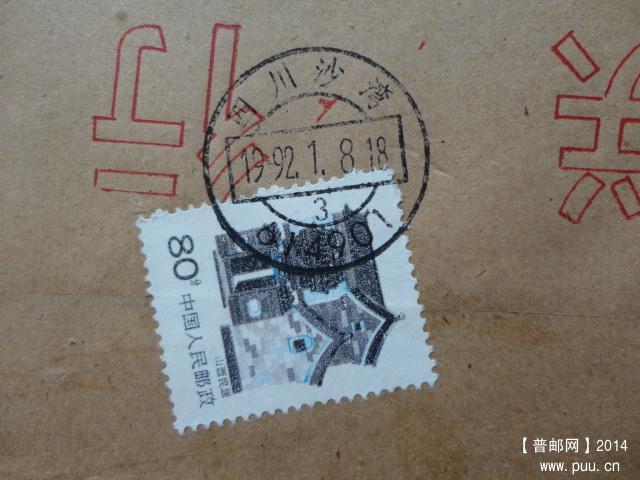 四川沙湾
1992.1.8.18
3
614901
80分
中国人民邮政
山西民居
【普邮网】2014
www.puu.cn